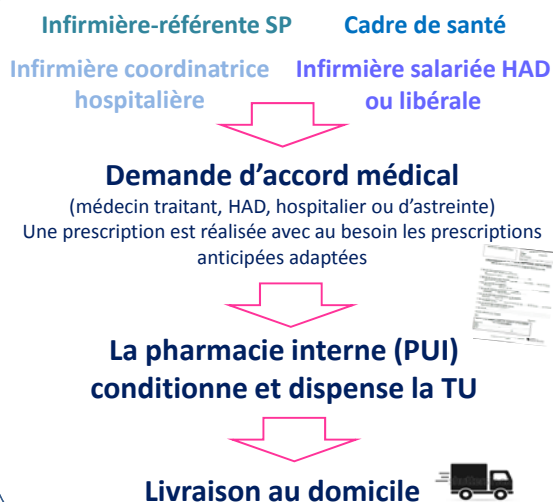 Infirmière-référente SP Cadre de santé
Infirmière coordinatrice Infirmière salariée HAD
hospitalière ou libérale
Demande d'accord médical
(médecin traitant, HAD, hospitalier ou d'astreinte)
Une prescription est réalisée avec au besoin les prescriptions
anticipées adaptées
La pharmacie interne (PUI)
conditionne et dispense la TU
Livraison au domicile